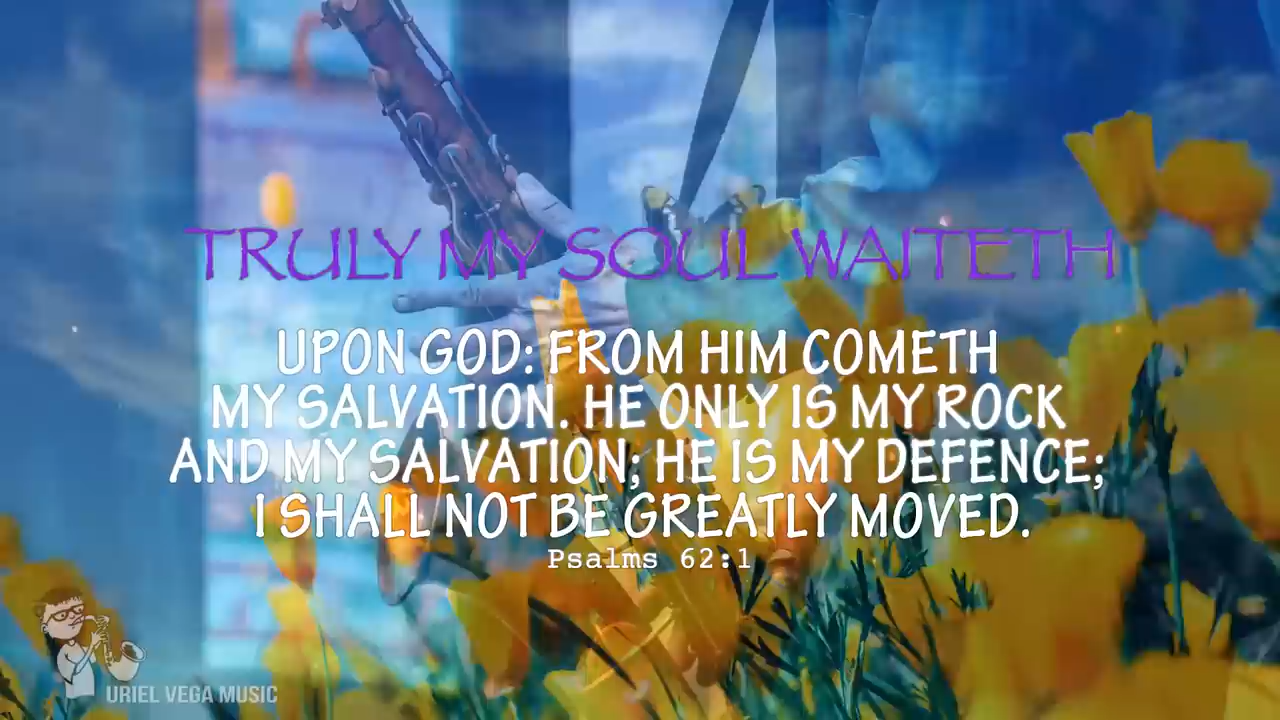 TRULY MY SOUL WAITETH
UPON GOD: FROM HIM COMETH
MY SALVATION. HE ONLY IS MY ROCK
AND MY SALVATION; HE IS MY DEFENCE;
I SHALL NOT BE GREATLY MOVED.
Psalms 62:1
URIEL VEGA MUSIC